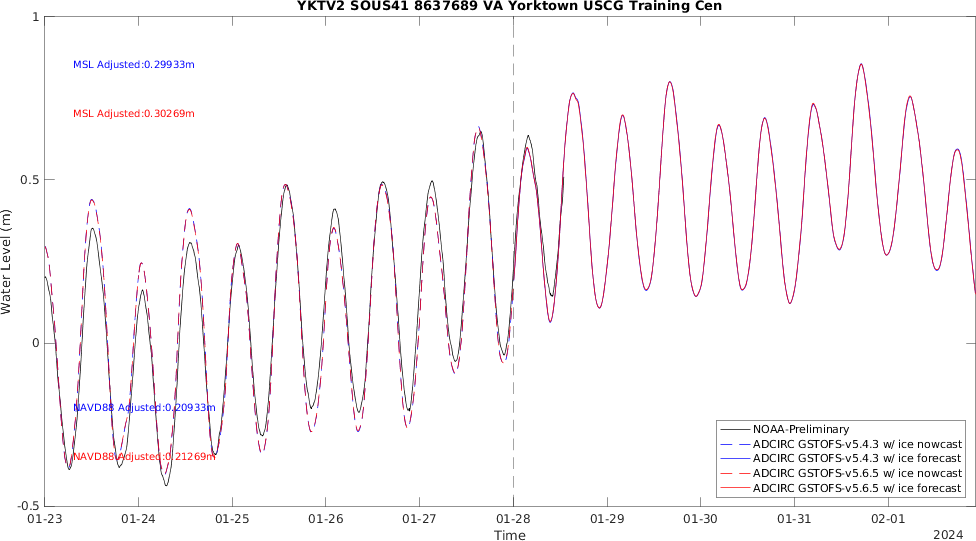 YKTV2 SOUS41 8637689 VA Yorktown USCG Training Cen
1
MSL Adjusted:0.29933m
MSL Adjusted:0.30269m
0.5
Water Level (m)
0
NAVD88 Adjusted:0.20933m
NAVD88 Adjusted:0.21269m
NOAA-Preliminary
ADCIRC GSTOFS-v5.4.3 w/ ice nowcast
ADCIRC GSTOFS-v5.4.3 w/ ice forecast
ADCIRC GSTOFS-v5.6.5 w/ ice nowcast
ADCIRC GSTOFS-v5.6.5 w/ ice forecast
-0.5
01-23 01-24 01-25 01-26 01-27 01-28 01-29 01-30 01-31 02-01
Time
2024